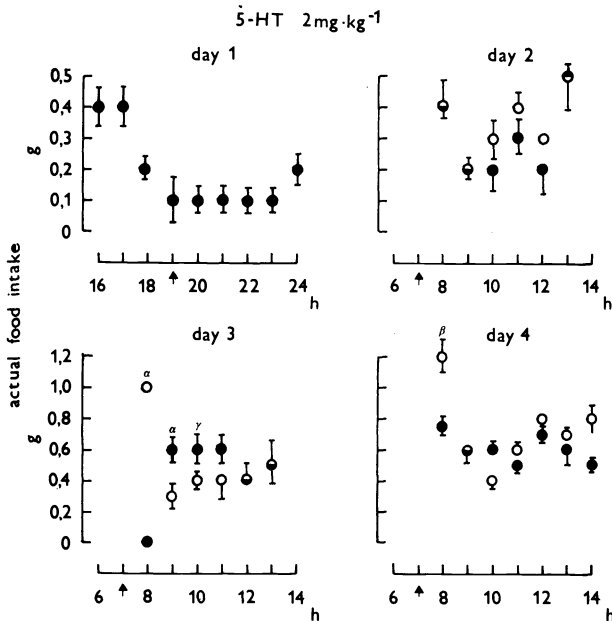 5-HT 2mg·kg⁻¹
day 1
day 2
0,5
0,4
0,3
0,2
0,1
0
g
16 18 20 22 24
h
6 8 10 12 14
h
actual food intake
day 3
day 4
1,2
1,0
0,8
0,6
0,4
0,2
0
g
α
α
γ
β
6 8 10 12 14
h
6 8 10 12 14
h